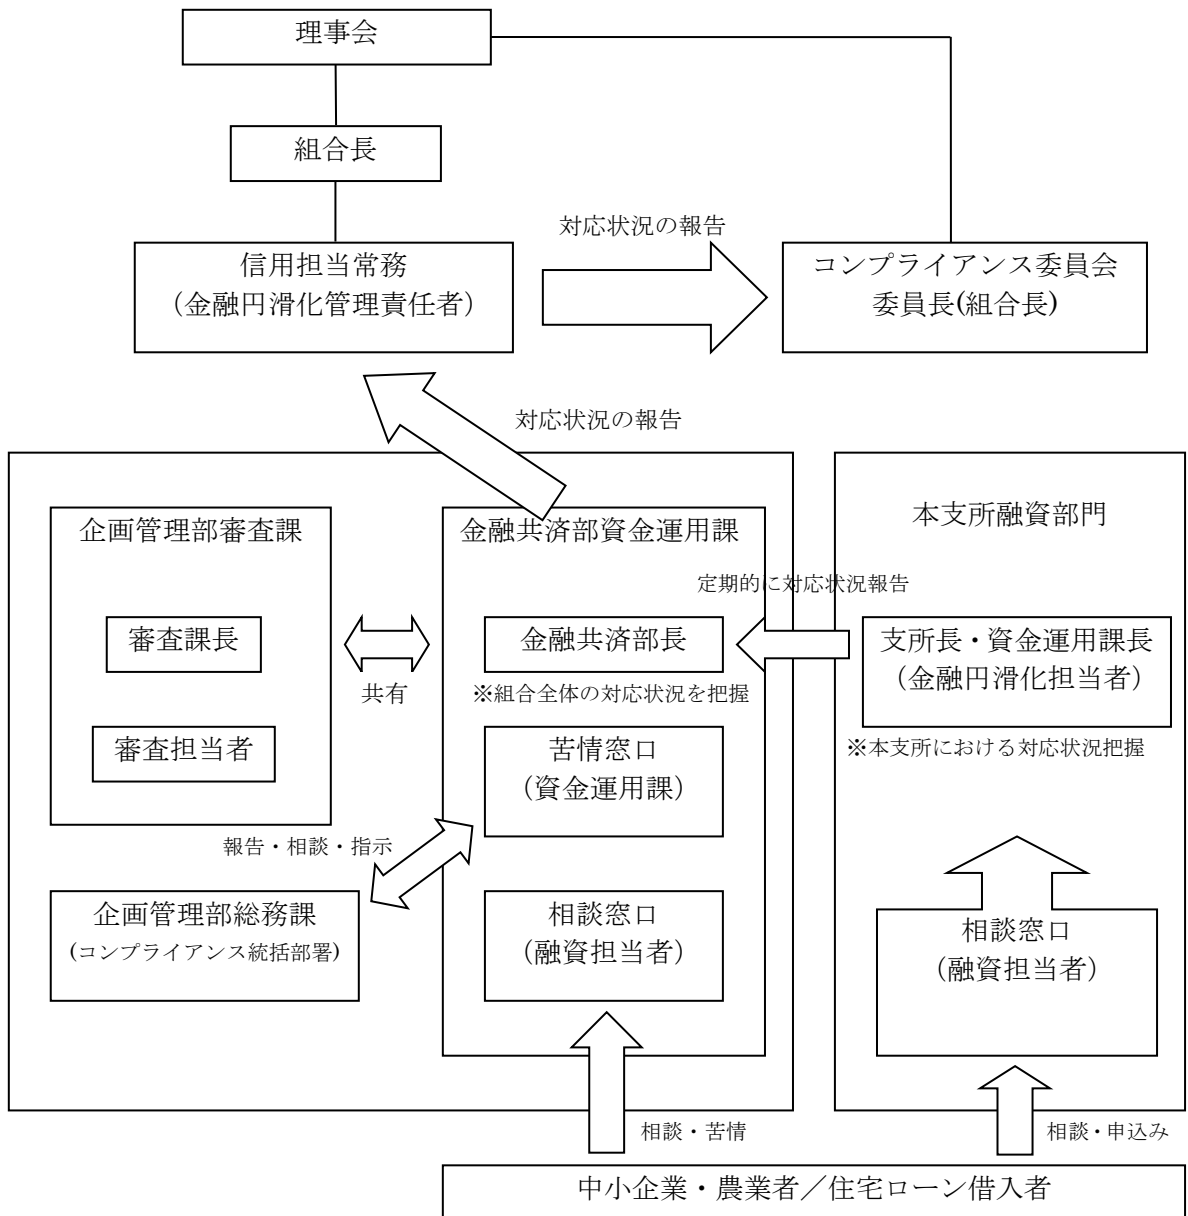 理事会
組合長
対応状況の報告
信用担当常務
（金融円滑化管理責任者）
コンプライアンス委員会
委員長(組合長)
対応状況の報告
企画管理部審査課
審査課長
審査担当者
共有
金融共済部資金運用課
金融共済部長
※組合全体の対応状況を把握
苦情窓口
（資金運用課）
報告・相談・指示
企画管理部総務課
(コンプライアンス統括部署)
相談窓口
（融資担当者）
本支所融資部門
定期的に対応状況報告
支所長・資金運用課長
（金融円滑化担当者）
※本支所における対応状況把握
相談窓口
（融資担当者）
相談・苦情
相談・申込み
中小企業・農業者／住宅ローン借入者